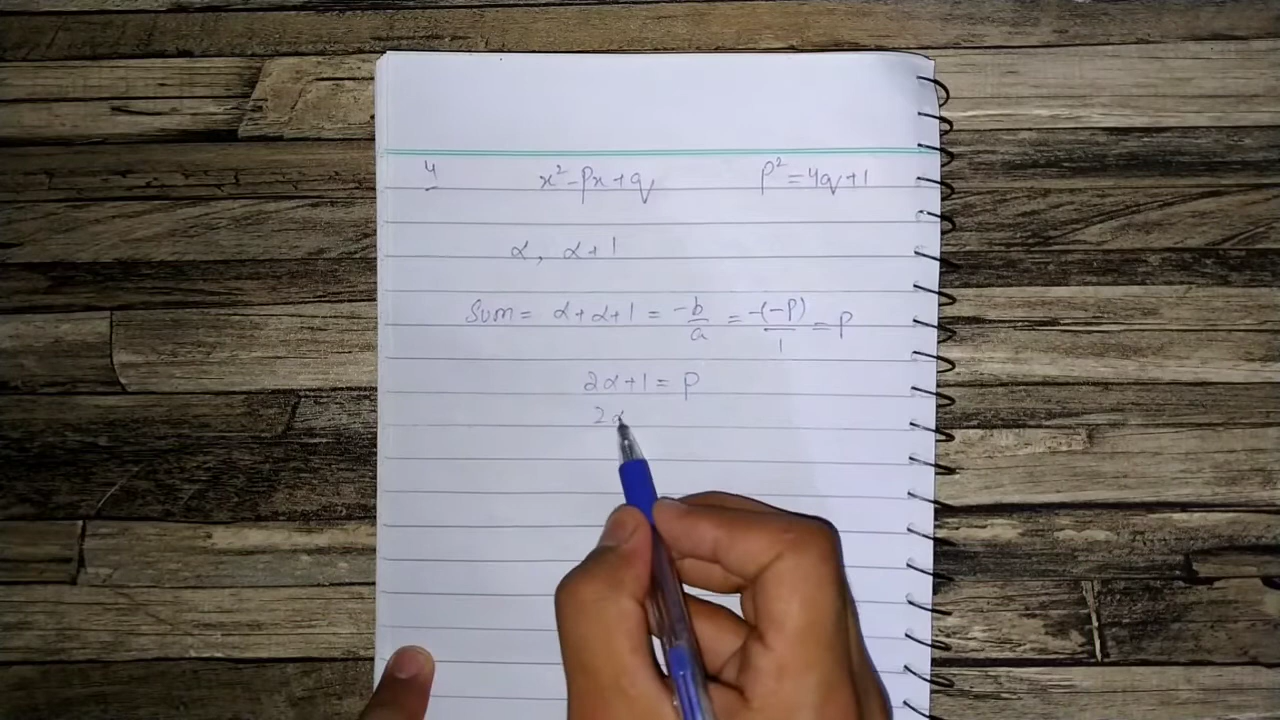 4 x² - px + q p² = 4q + 1
α, α + 1
Sum = α + α + 1 = -b/a = -(-p)/1 = p
2α + 1 = p
2α